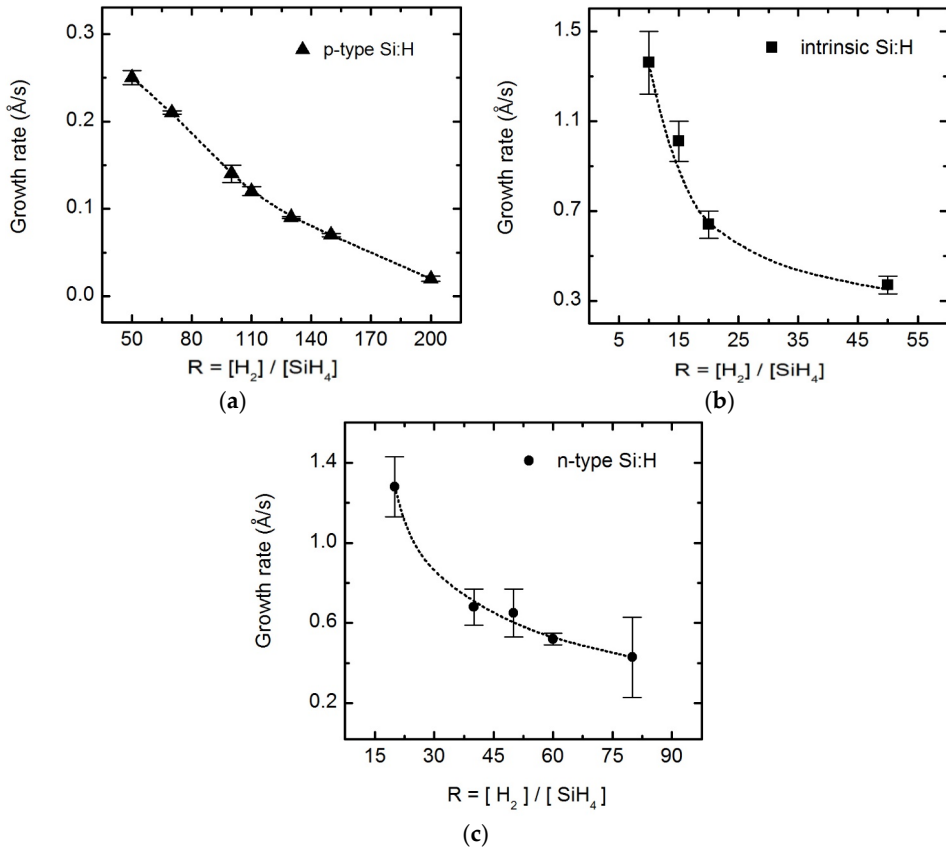 0.3
0.2
0.1
0.0
Growth rate (Å/s)
p-type Si:H
50 80 110 140 170 200
R = [H₂] / [SiH₄]
(a)
1.5
1.1
0.7
0.3
Growth rate (Å/s)
intrinsic Si:H
5 15 25 35 45 55
R = [H₂] / [SiH₄]
(b)
1.4
1.0
0.6
0.2
Growth rate (Å/s)
n-type Si:H
15 30 45 60 75 90
R = [ H₂ ] / [ SiH₄ ]
(c)